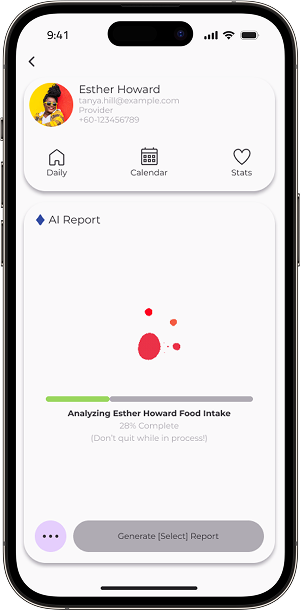 9:41
Esther Howard
tanya.hill@example.com
Provider
+60-123456789
Daily
Calendar
Stats
AI Report
Analyzing Esther Howard Food Intake
28% Complete
(Don't quit while in process!)
Generate [Select] Report